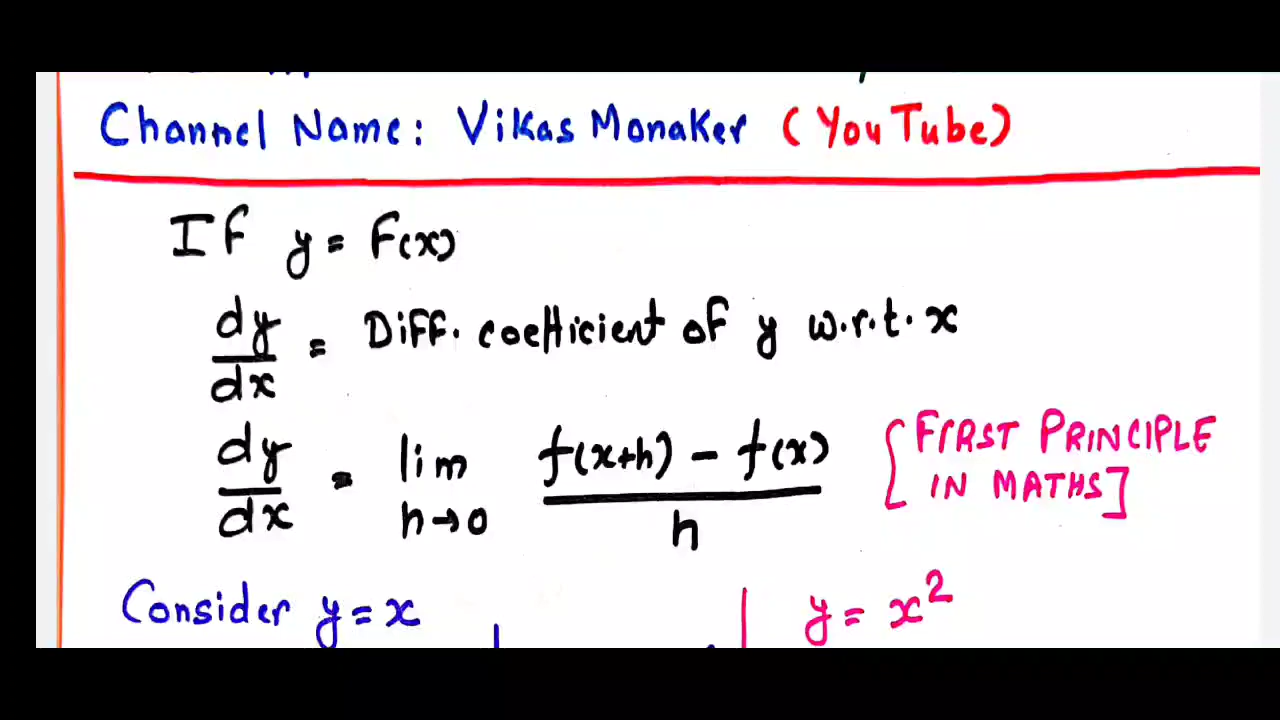 Channel Name: Vikas Monaker (YouTube)
If y = F(x)
dy/dx = Diff. coefficient of y w.r.t. x
dy/dx = lim h→0 f(x+h) - f(x) / h [FIRST PRINCIPLE
IN MATHS]
Consider y = x | y = x²